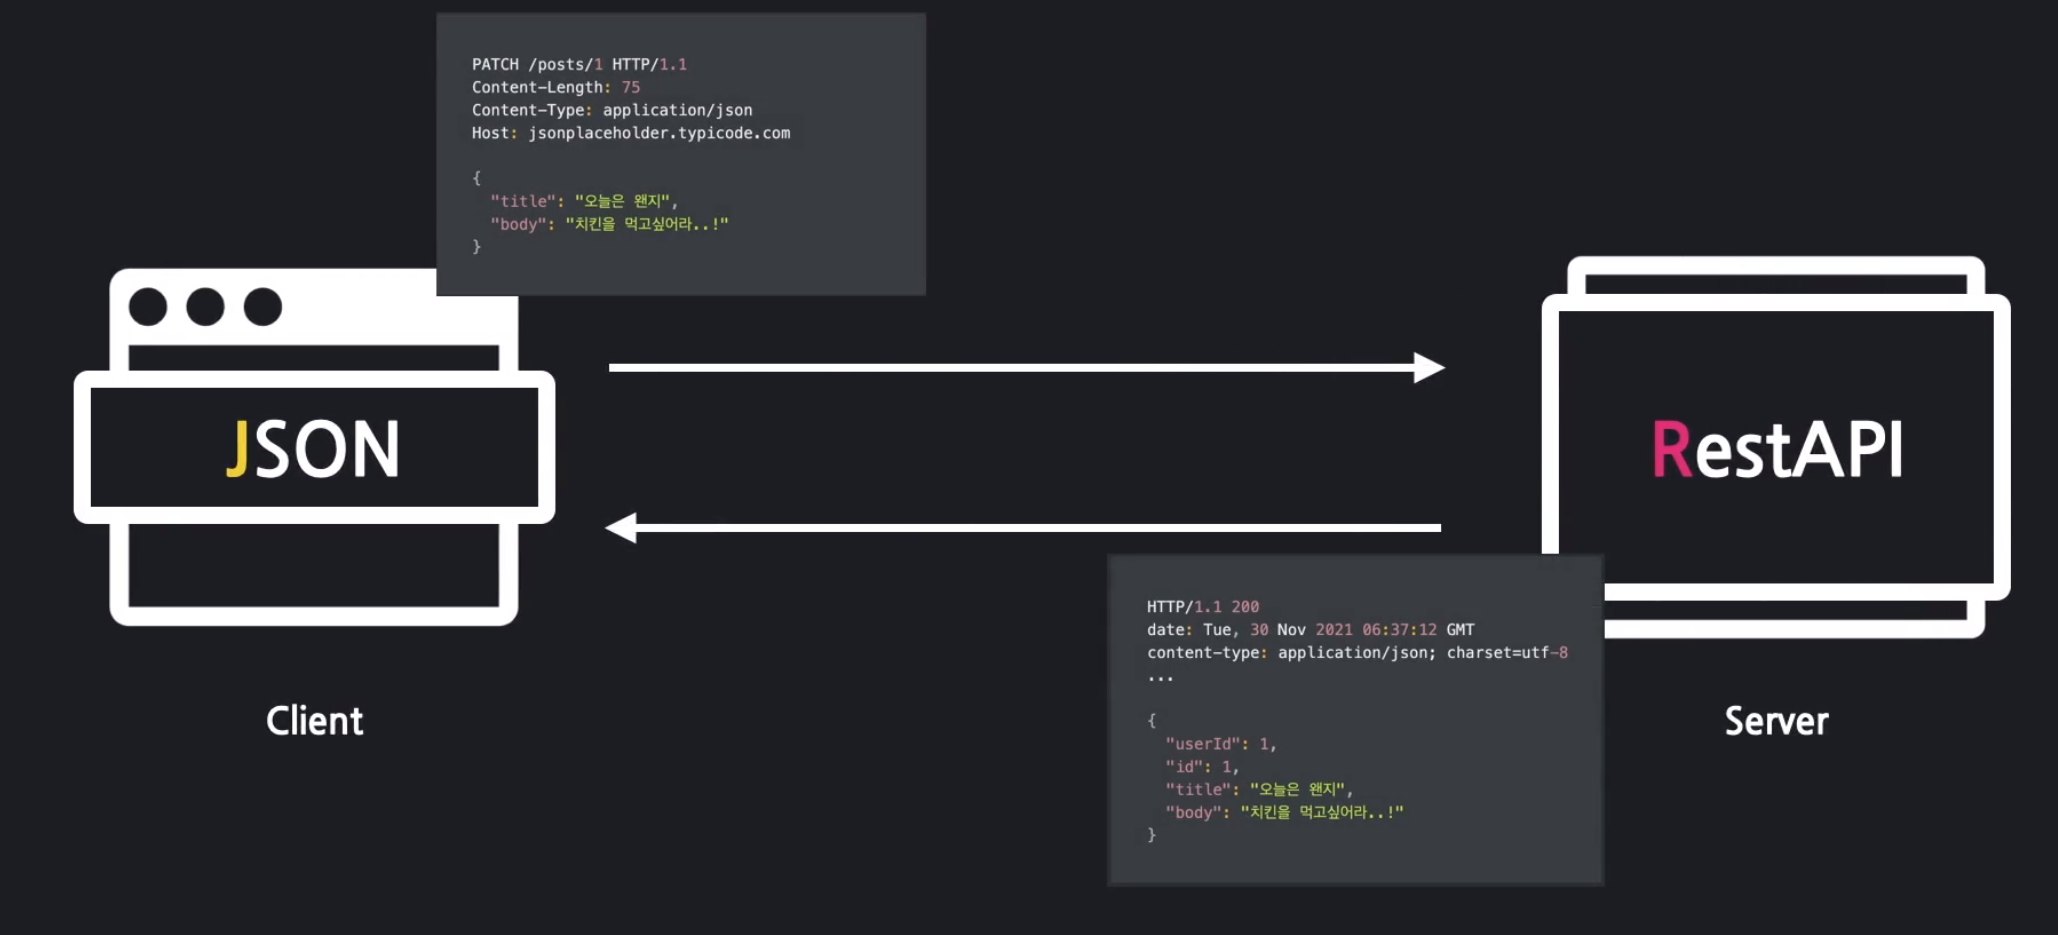 PATCH /posts/1 HTTP/1.1
Content-Length: 75
Content-Type: application/json
Host: jsonplaceholder.typicode.com
{
"title": "오늘은 왠지",
"body": "치킨을 먹고싶어라..!"
}
JSON
RestAPI
HTTP/1.1 200
date: Tue, 30 Nov 2021 06:37:12 GMT
content-type: application/json; charset=utf-8
...
{
"userId": 1,
"id": 1,
"title": "오늘은 왠지",
"body": "치킨을 먹고싶어라..!"
}
Client
Server